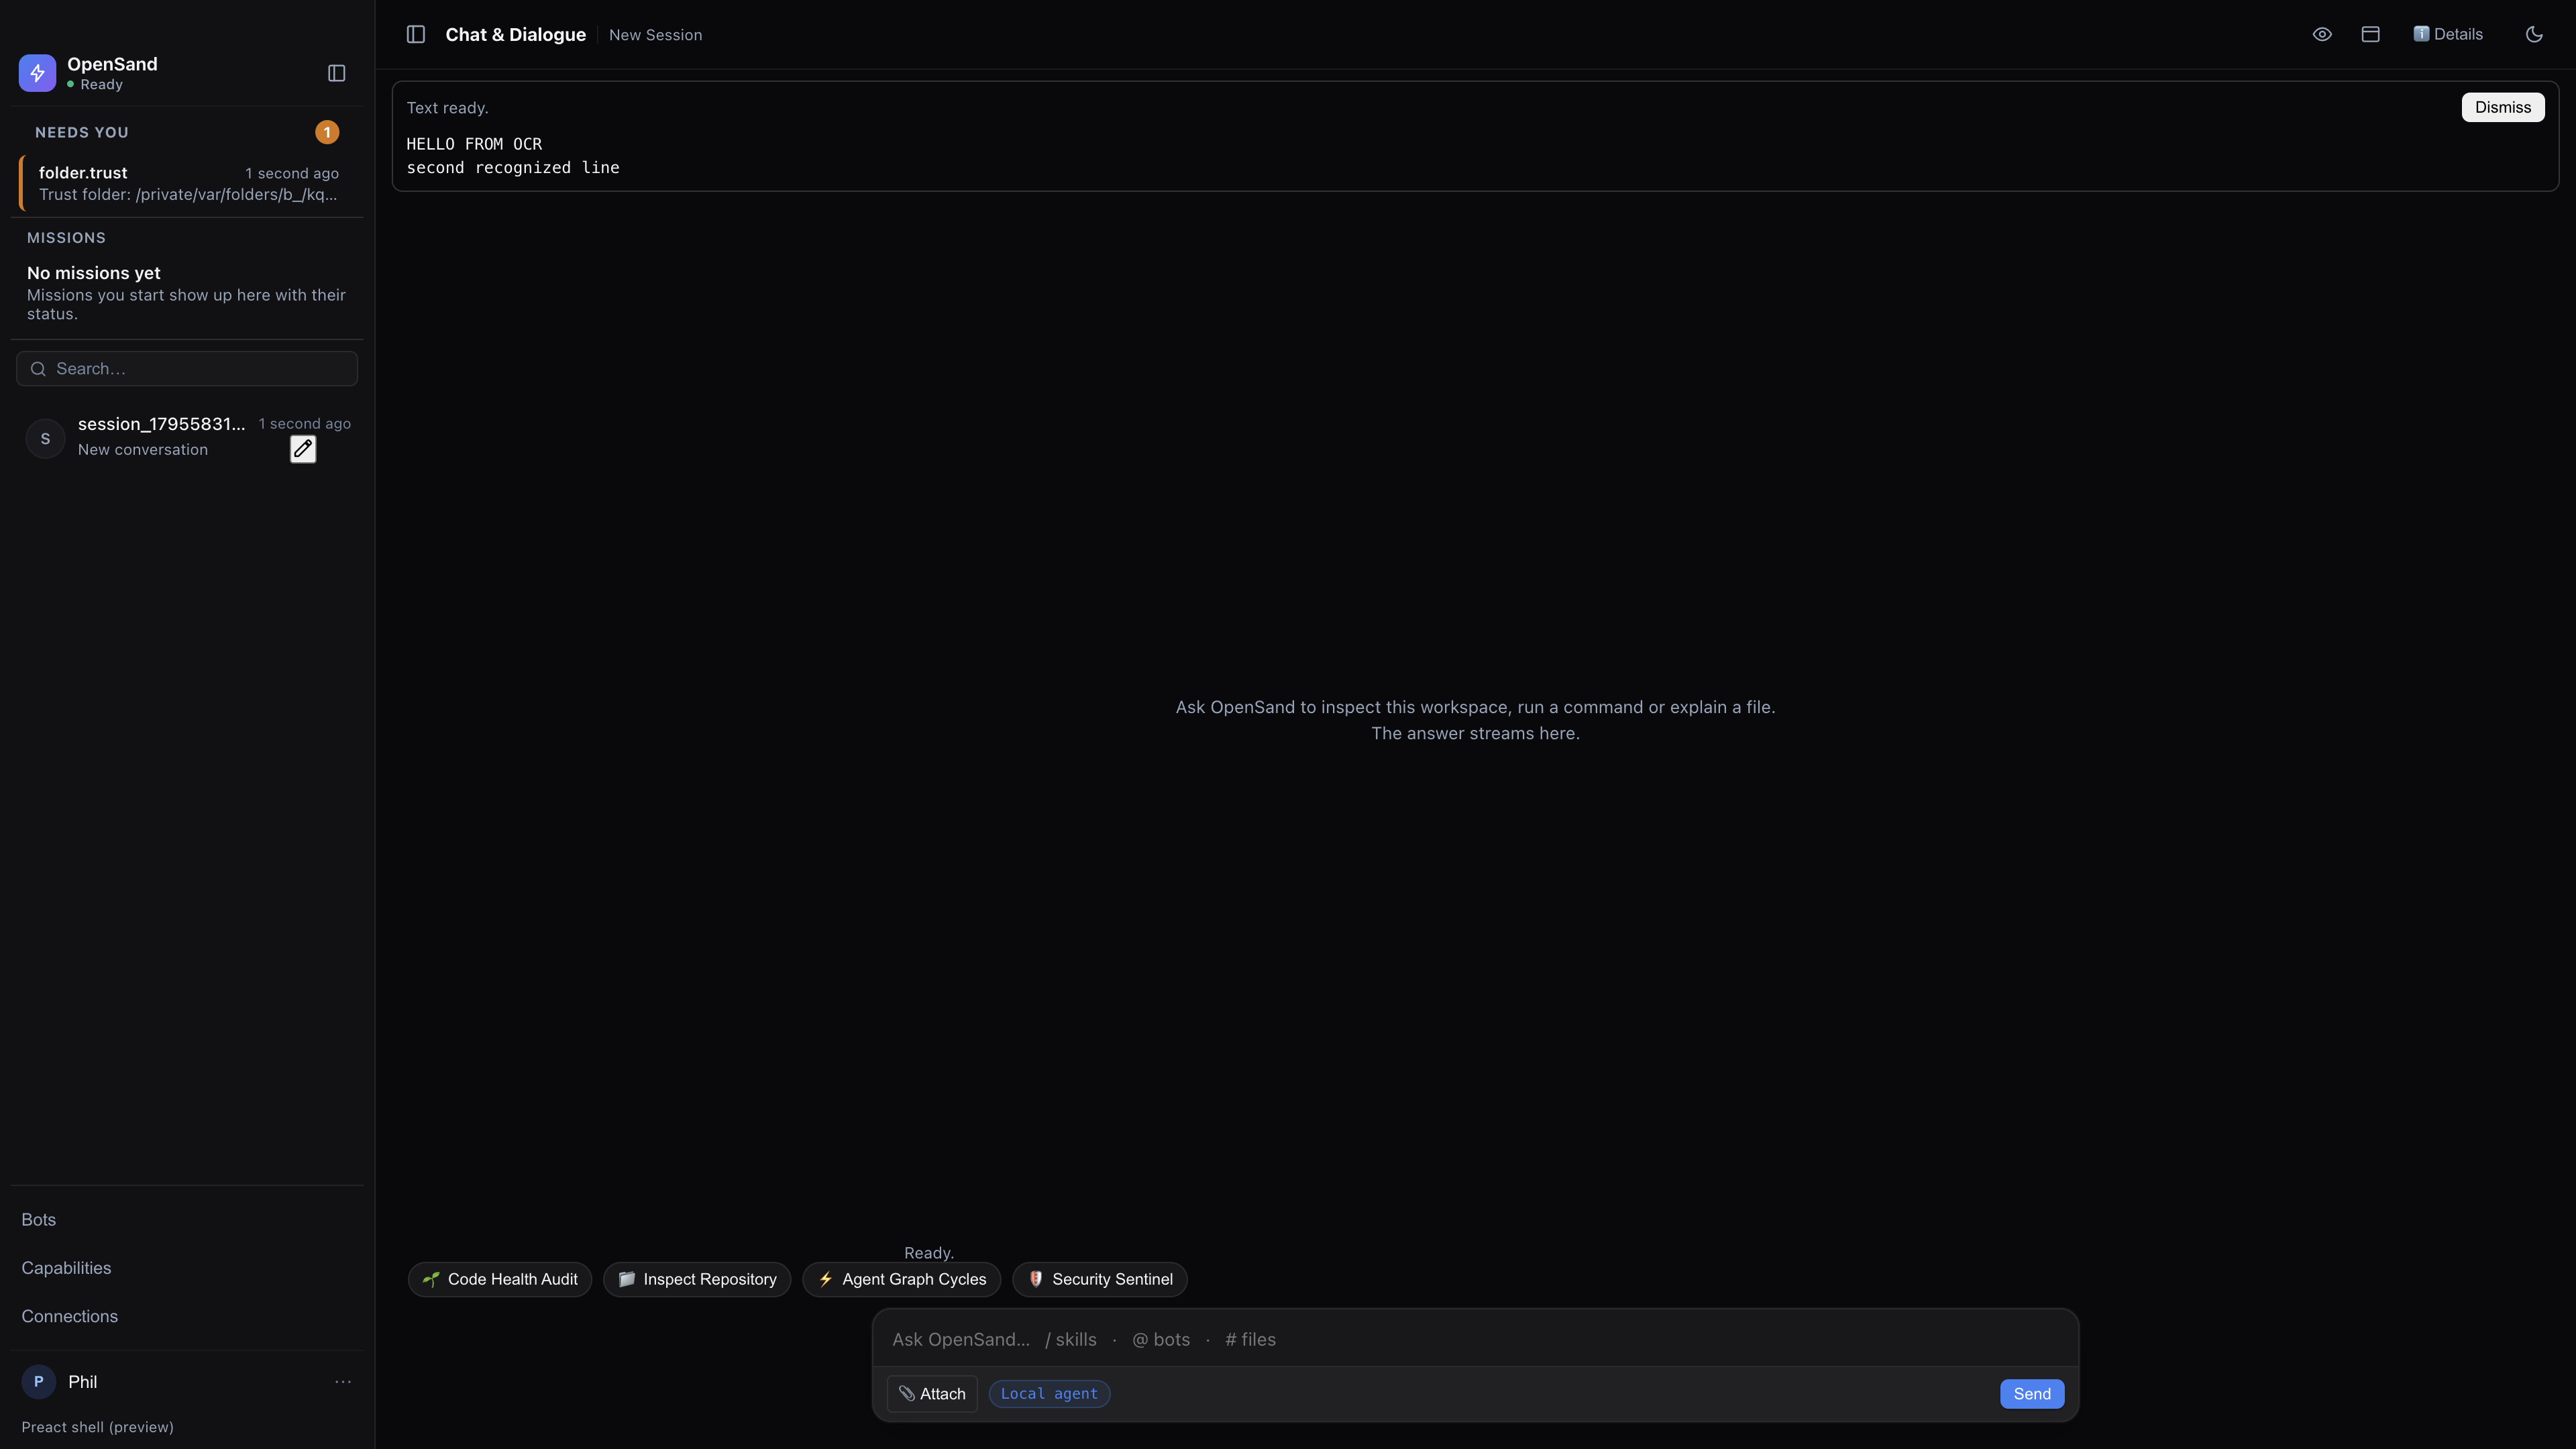 OpenSand
Ready
NEEDS YOU
1
folder.trust
1 second ago
Trust folder: /private/var/folders/b_/kq...
MISSIONS
No missions yet
Missions you start show up here with their
status.
Search...
S
session_17955831...
1 second ago
New conversation
Bots
Capabilities
Connections
P
Phil
...
Preact shell (preview)
Chat & Dialogue
New Session
Details
Text ready.
Dismiss
HELLO FROM OCR
second recognized line
Ask OpenSand to inspect this workspace, run a command or explain a file.
The answer streams here.
Ready.
Code Health Audit
Inspect Repository
Agent Graph Cycles
Security Sentinel
Ask OpenSand... / skills · @ bots · # files
Attach
Local agent
Send